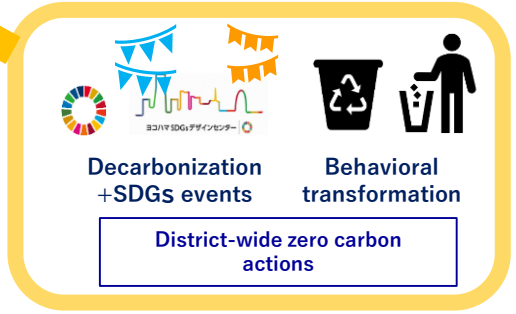 ヨコハマSDGsデザインセンター
Decarbonization
+SDGs events
Behavioral
transformation
District-wide zero carbon
actions